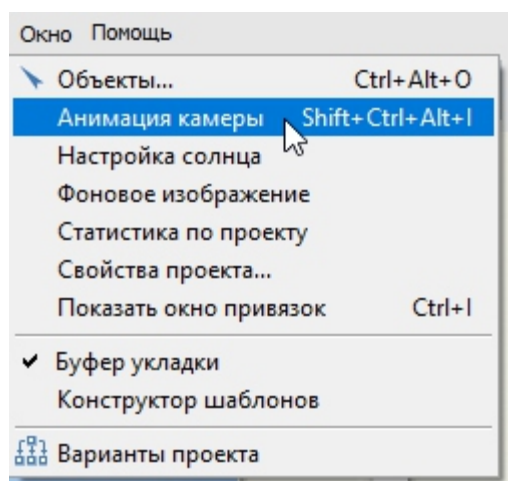 Окно Помощь
Объекты... Ctrl+Alt+O
Анимация камеры Shift+Ctrl+Alt+I
Настройка солнца
Фоновое изображение
Статистика по проекту
Свойства проекта...
Показать окно привязок Ctrl+I
Буфер укладки
Конструктор шаблонов
Варианты проекта